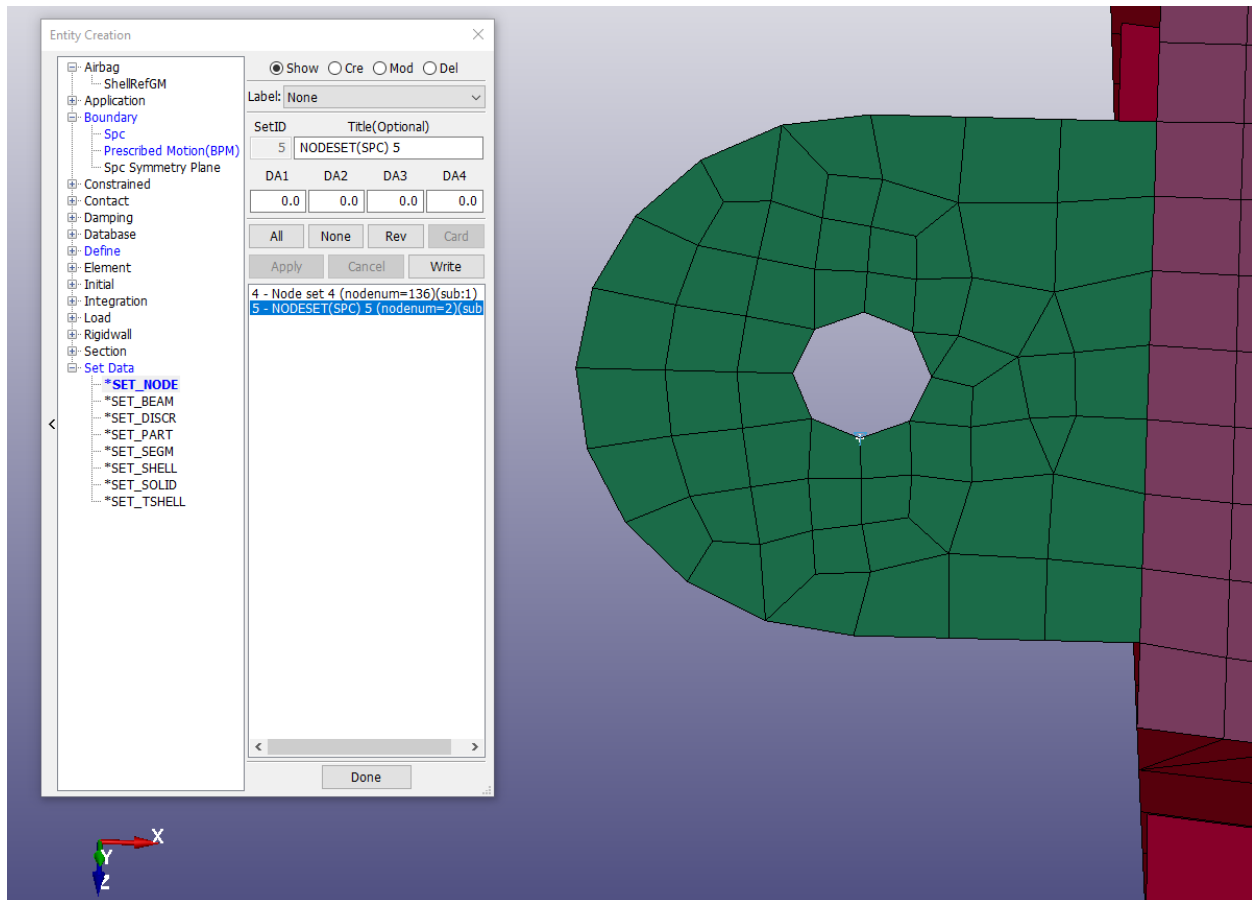 Entity Creation
Airbag
ShellRefGM
Application
Boundary
Spc
Prescribed Motion(BPM)
Spc Symmetry Plane
Constrained
Contact
Damping
Database
Define
Element
Initial
Integration
Load
Rigidwall
Section
Set Data
*SET_NODE
*SET_BEAM
*SET_DISCR
*SET_PART
*SET_SEGM
*SET_SHELL
*SET_SOLID
*SET_TSHELL
Show Cre Mod Del
Label: None
SetID Title(Optional)
5 NODESET(SPC) 5
DA1 DA2 DA3 DA4
0.0 0.0 0.0 0.0
All None Rev Card
Apply Cancel Write
4 - Node set 4 (nodenum=136)(sub:1)
5 - NODESET(SPC) 5 (nodenum=2)(sub
Done
X
Y
Z